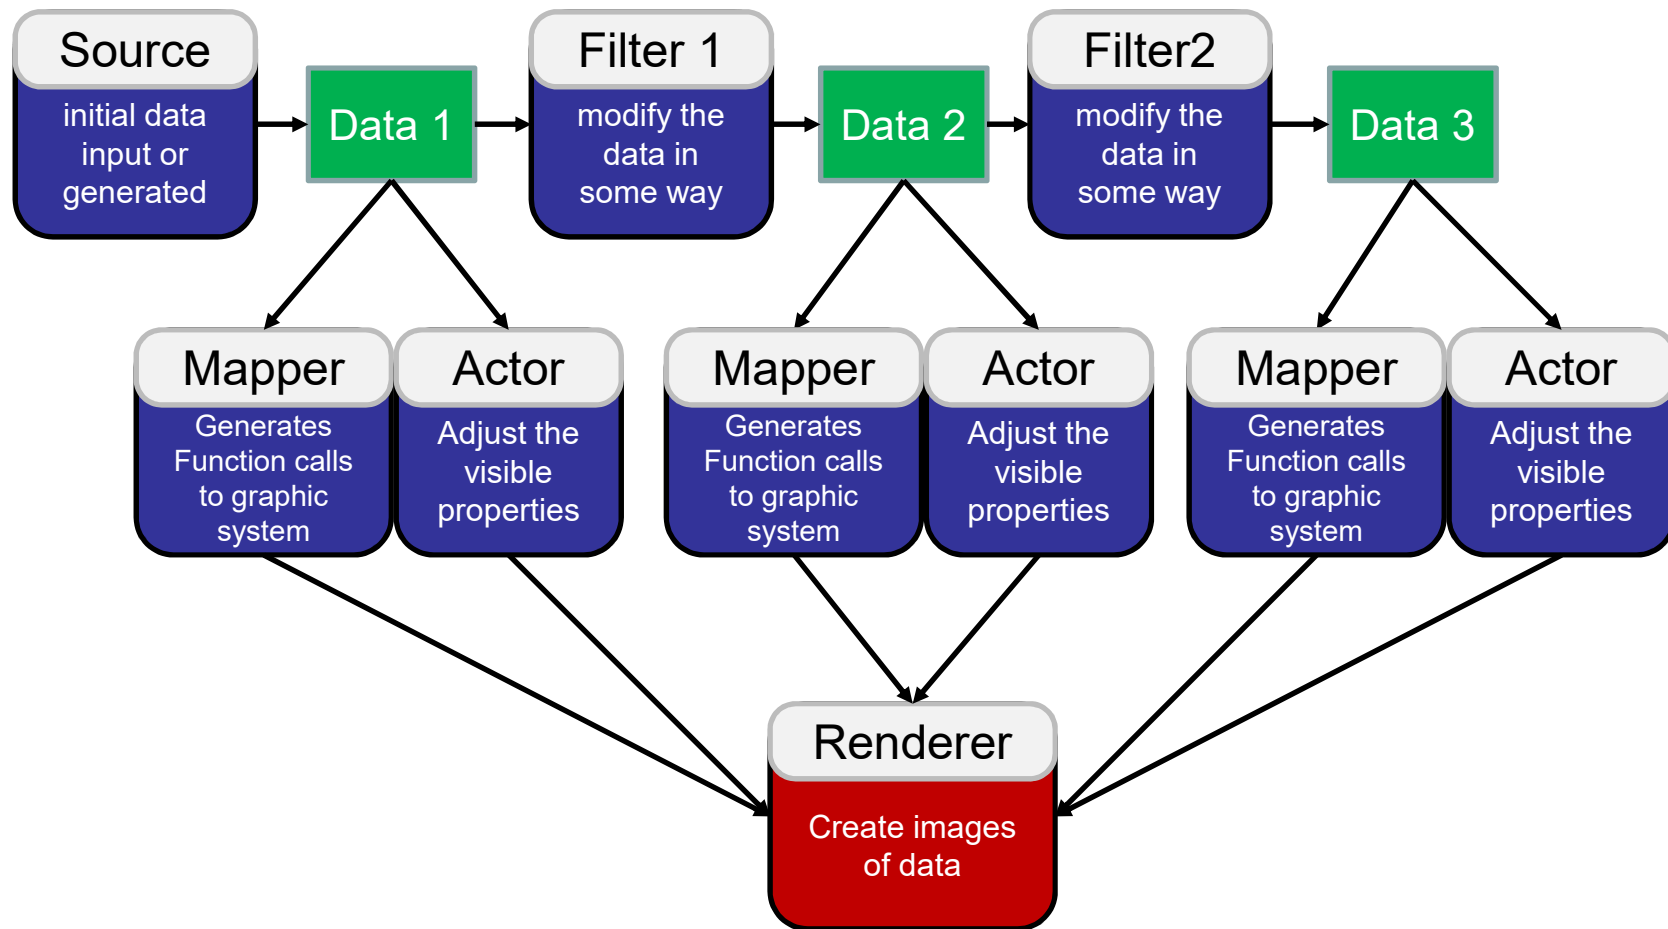 Source
initial data
input or
generated
Data 1
Filter 1
modify the
data in
some way
Data 2
Filter2
modify the
data in
some way
Data 3
Mapper
Generates
Function calls
to graphic
system
Actor
Adjust the
visible
properties
Mapper
Generates
Function calls
to graphic
system
Actor
Adjust the
visible
properties
Mapper
Generates
Function calls
to graphic
system
Actor
Adjust the
visible
properties
Renderer
Create images
of data